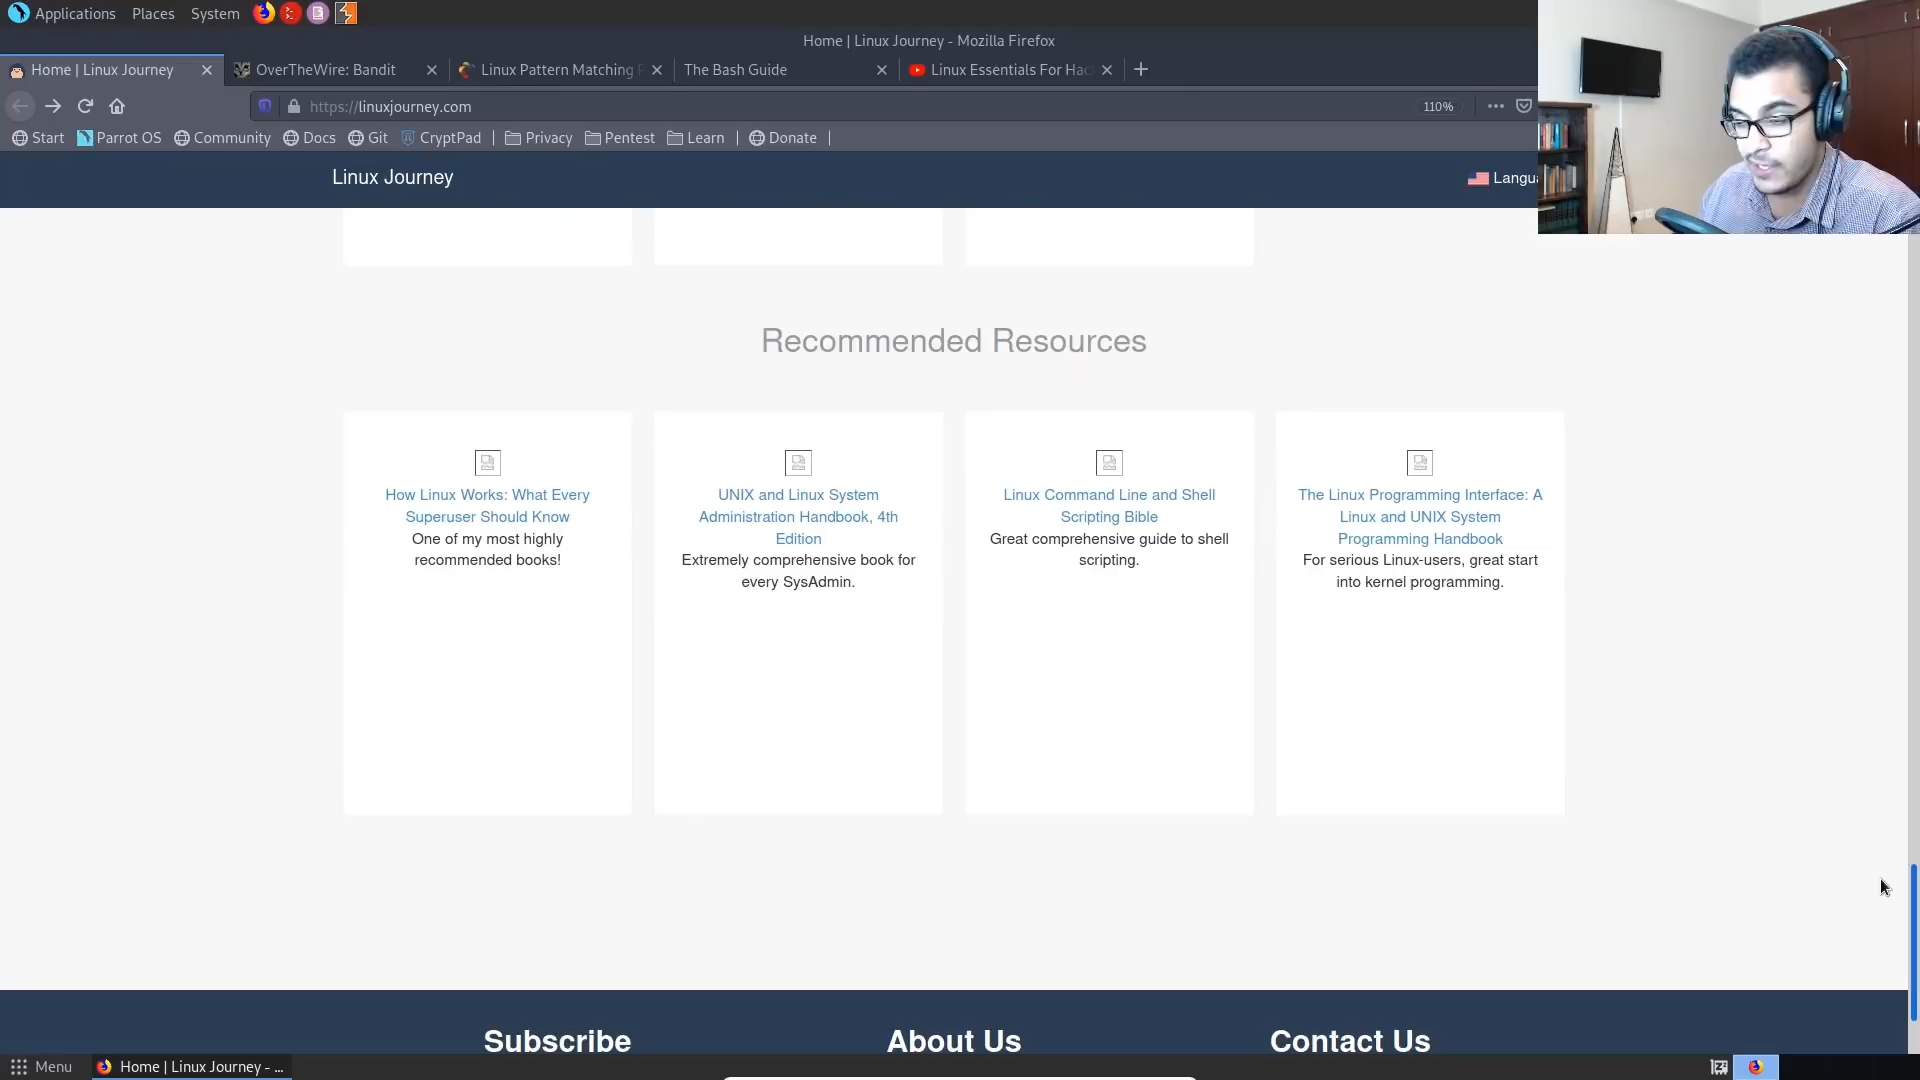 Applications Places System
Home | Linux Journey - Mozilla Firefox
Home | Linux Journey
OverTheWire: Bandit
Linux Pattern Matching
The Bash Guide
Linux Essentials For Hac
https://linuxjourney.com
110%
Start Parrot OS Community Docs Git CryptPad Privacy Pentest Learn Donate
Linux Journey
Langua
Recommended Resources
How Linux Works: What Every
Superuser Should Know
One of my most highly
recommended books!
UNIX and Linux System
Administration Handbook, 4th
Edition
Extremely comprehensive book for
every SysAdmin.
Linux Command Line and Shell
Scripting Bible
Great comprehensive guide to shell
scripting.
The Linux Programming Interface: A
Linux and UNIX System
Programming Handbook
For serious Linux-users, great start
into kernel programming.
Subscribe
About Us
Contact Us
Menu
Home | Linux Journey - ...